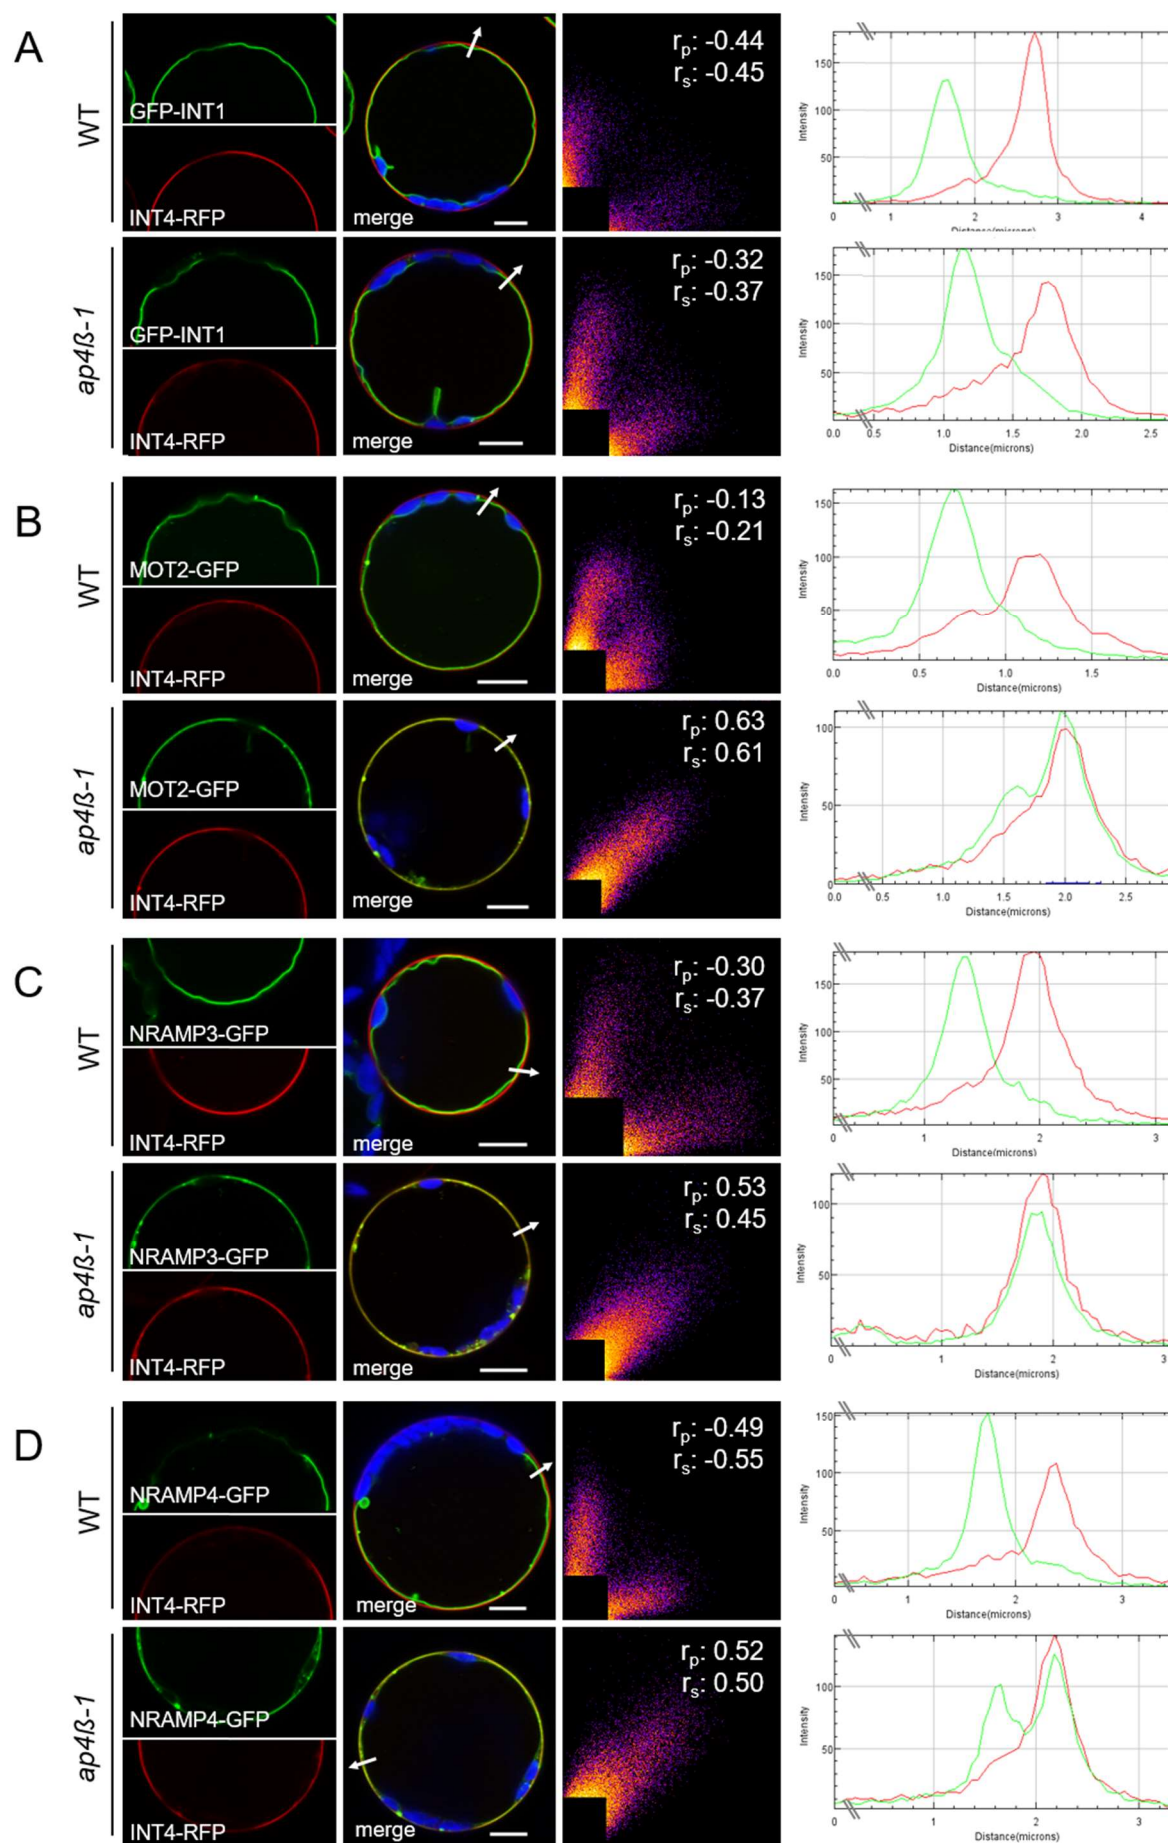 A
WT
GFP-INT1
INT4-RFP
merge
rp: -0.44
rs: -0.45
Intensity
150
100
50
0 1 2 3 4
Distance(microns)
ap4ß-1
GFP-INT1
INT4-RFP
merge
rp: -0.32
rs: -0.37
Intensity
150
100
50
0
0.0 0.5 1.0 1.5 2.0 2.5
Distance(microns)
B
WT
MOT2-GFP
INT4-RFP
merge
rp: -0.13
rs: -0.21
Intensity
150
100
50
0
0.0 0.5 1.0 1.5
Distance(microns)
ap4ß-1
MOT2-GFP
INT4-RFP
merge
rp: 0.63
rs: 0.61
Intensity
100
50
0
0.0 0.5 1.0 1.5 2.0 2.5
Distance(microns)
C
WT
NRAMP3-GFP
INT4-RFP
merge
rp: -0.30
rs: -0.37
Intensity
150
100
50
0 1 2 3
Distance(microns)
ap4ß-1
NRAMP3-GFP
INT4-RFP
merge
rp: 0.53
rs: 0.45
Intensity
100
50
0 1 2 3
Distance(microns)
D
WT
NRAMP4-GFP
INT4-RFP
merge
rp: -0.49
rs: -0.55
Intensity
150
100
50
0 1 2 3
Distance(microns)
ap4ß-1
NRAMP4-GFP
INT4-RFP
merge
rp: 0.52
rs: 0.50
Intensity
100
50
0 1 2 3
Distance(microns)